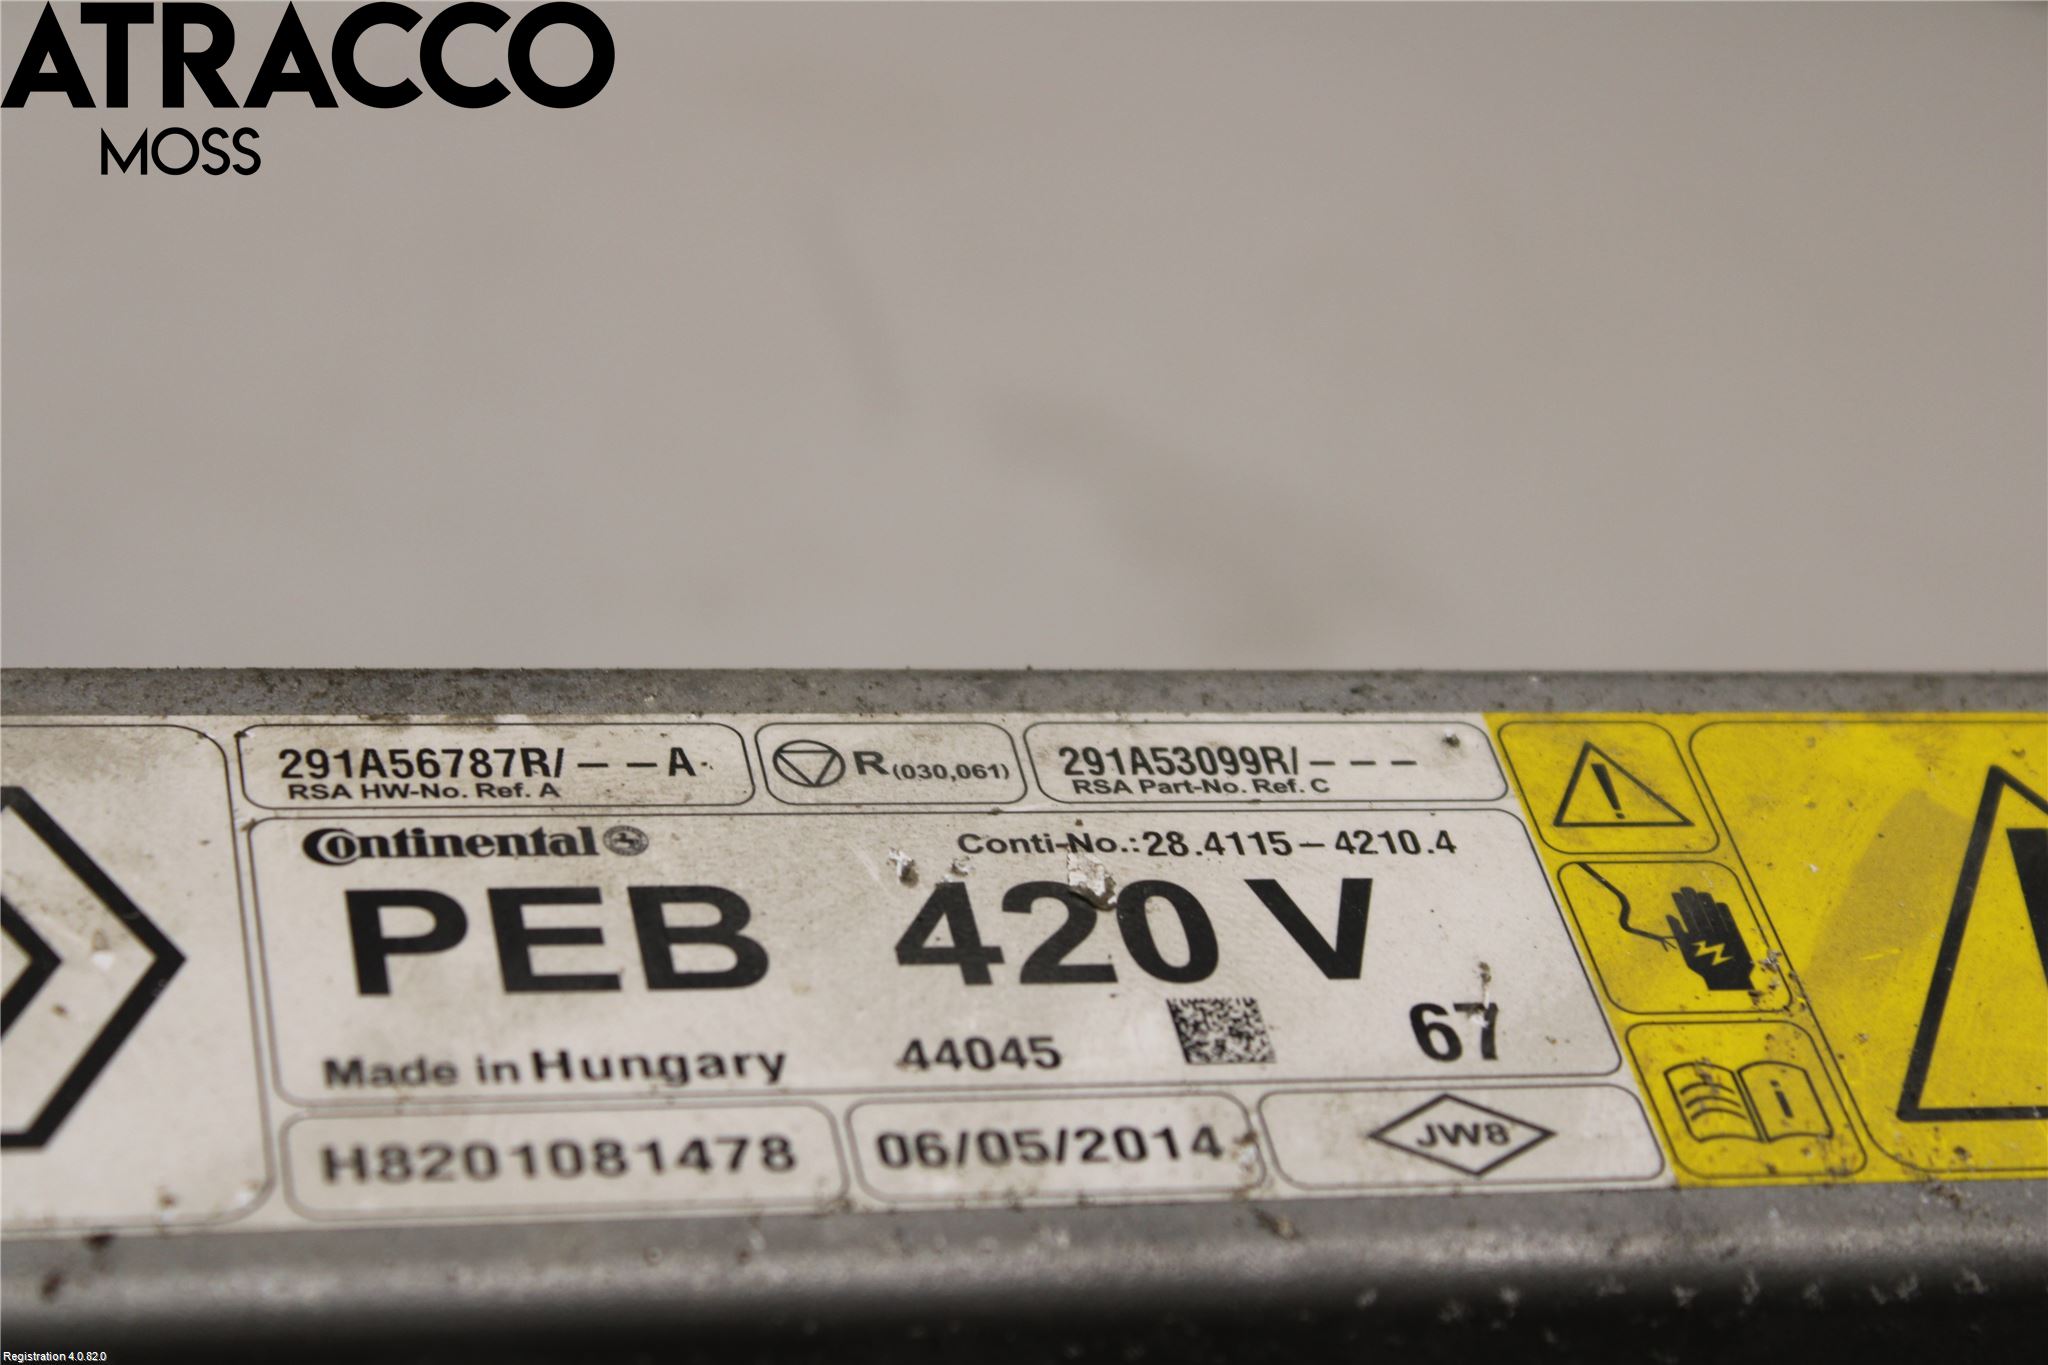 ATRACCO
MOSS
291A56787R/- - -A
RSA HW-No. Ref. A
R (030,061)
291A53099R/- - -
RSA Part-No. Ref. C
Continental
Conti-No.: 28.4115-4210.4
PEB 420 V
Made in Hungary
44045
67
H8201081478
06/05/2014
JW8
Registration 4.0.82.0